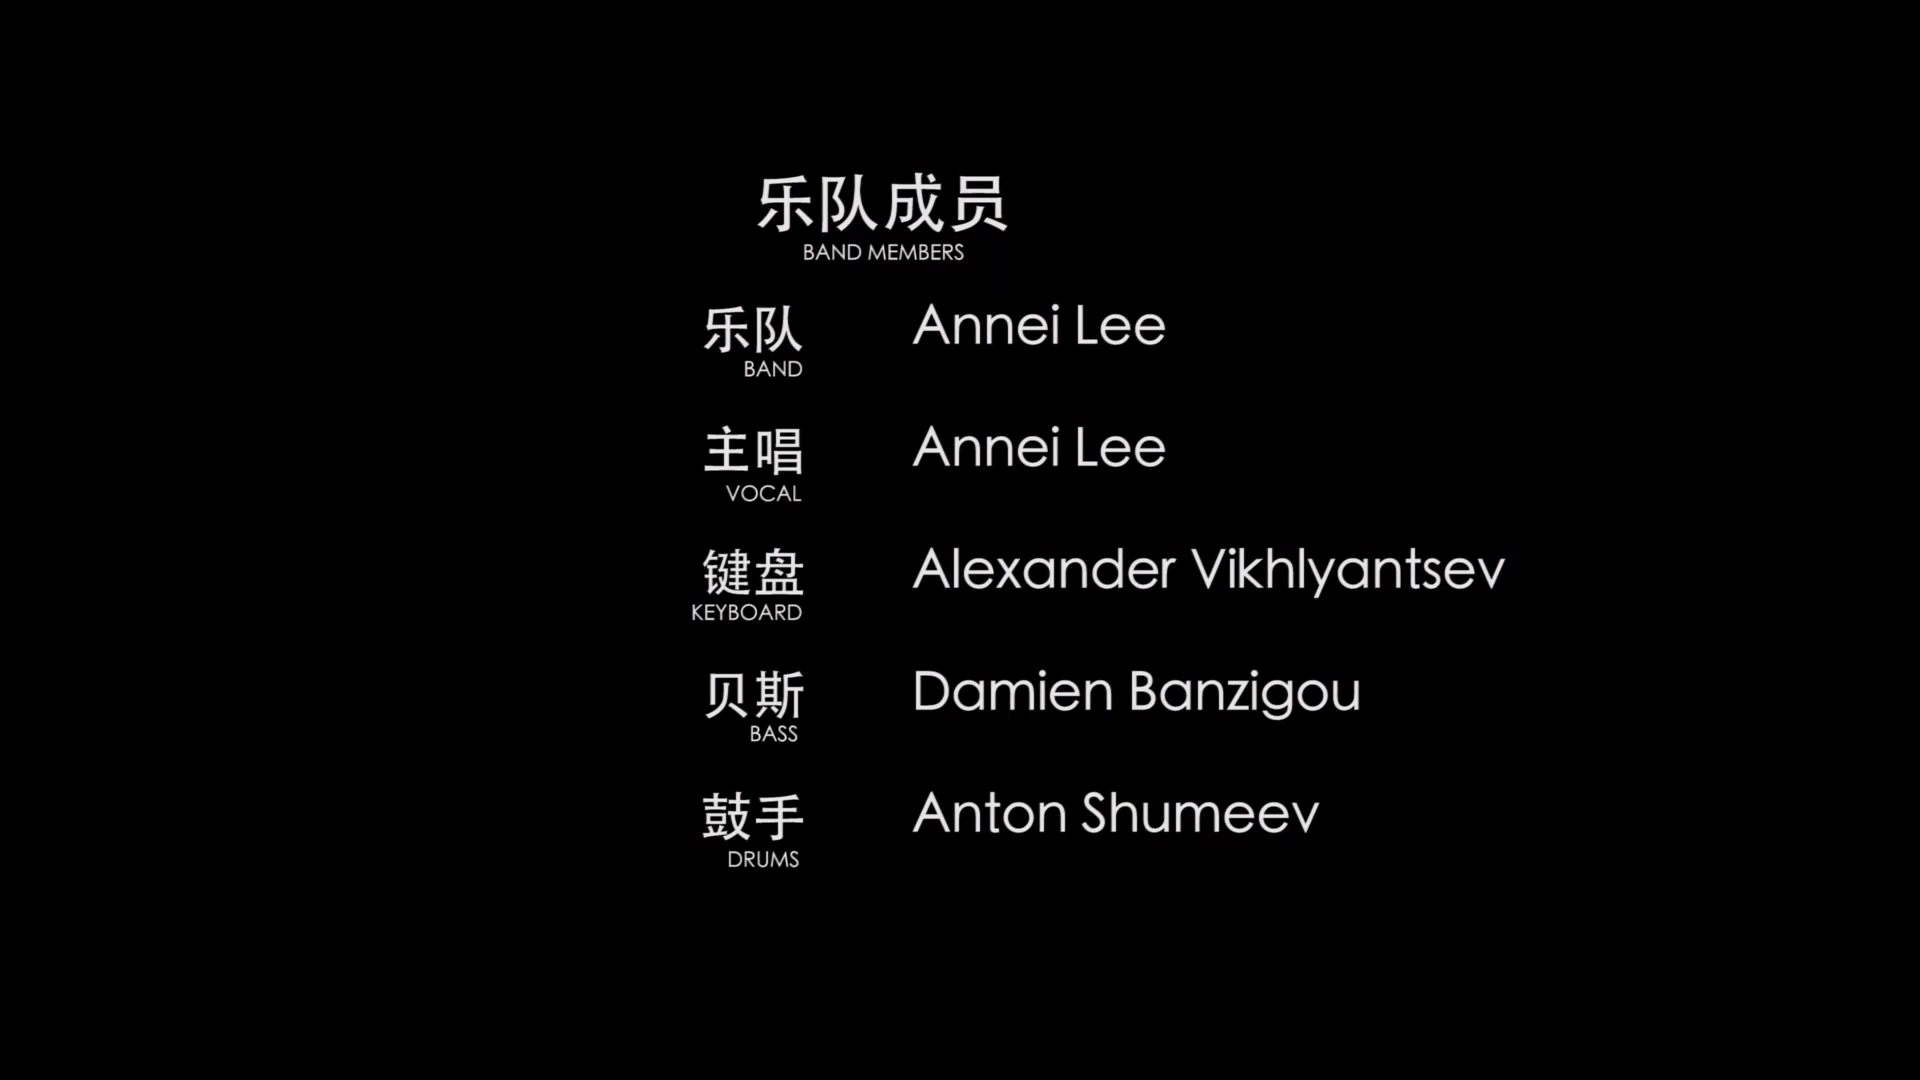 乐队成员
BAND MEMBERS
乐队 Annei Lee
BAND
主唱 Annei Lee
VOCAL
键盘 Alexander Vikhlyantsev
KEYBOARD
贝斯 Damien Banzigou
BASS
鼓手 Anton Shumeev
DRUMS